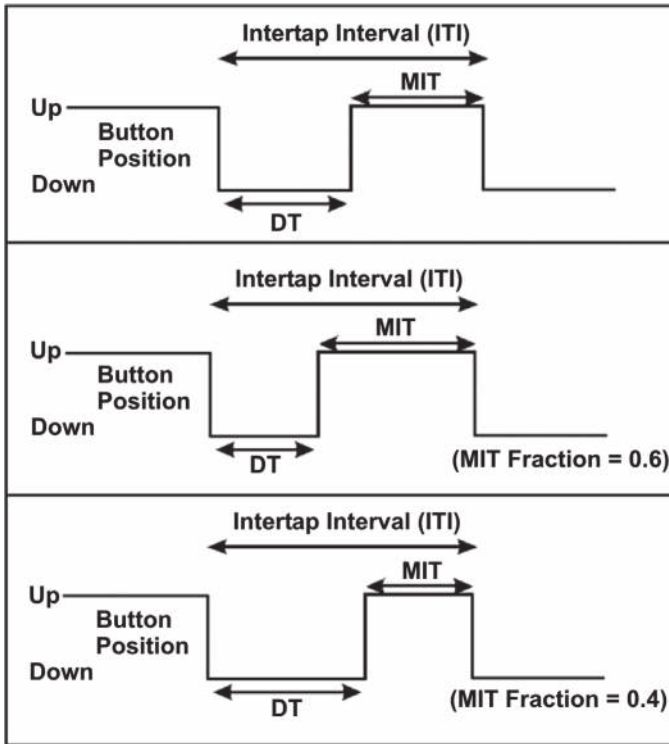 Intertap Interval (ITI)
MIT
Up
Button
Position
Down
DT
Intertap Interval (ITI)
MIT
Up
Button
Position
Down
DT
(MIT Fraction = 0.6)
Intertap Interval (ITI)
MIT
Up
Button
Position
Down
DT
(MIT Fraction = 0.4)